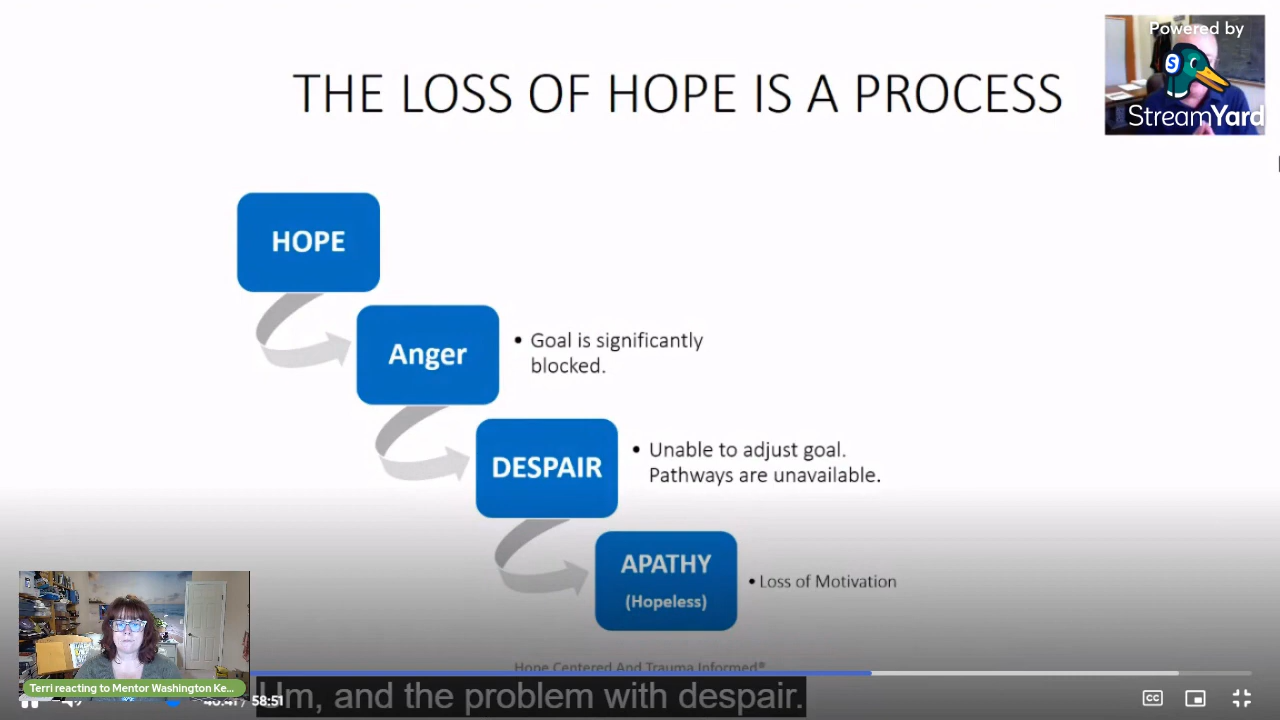 Powered by
StreamYard
THE LOSS OF HOPE IS A PROCESS
HOPE
Anger
• Goal is significantly
blocked.
DESPAIR
• Unable to adjust goal.
Pathways are unavailable.
APATHY
(Hopeless)
• Loss of Motivation
Hope Centered And Trauma Informed®
Terri reacting to Mentor Washington Ke...
Um, and the problem with despair.
58:51
CC